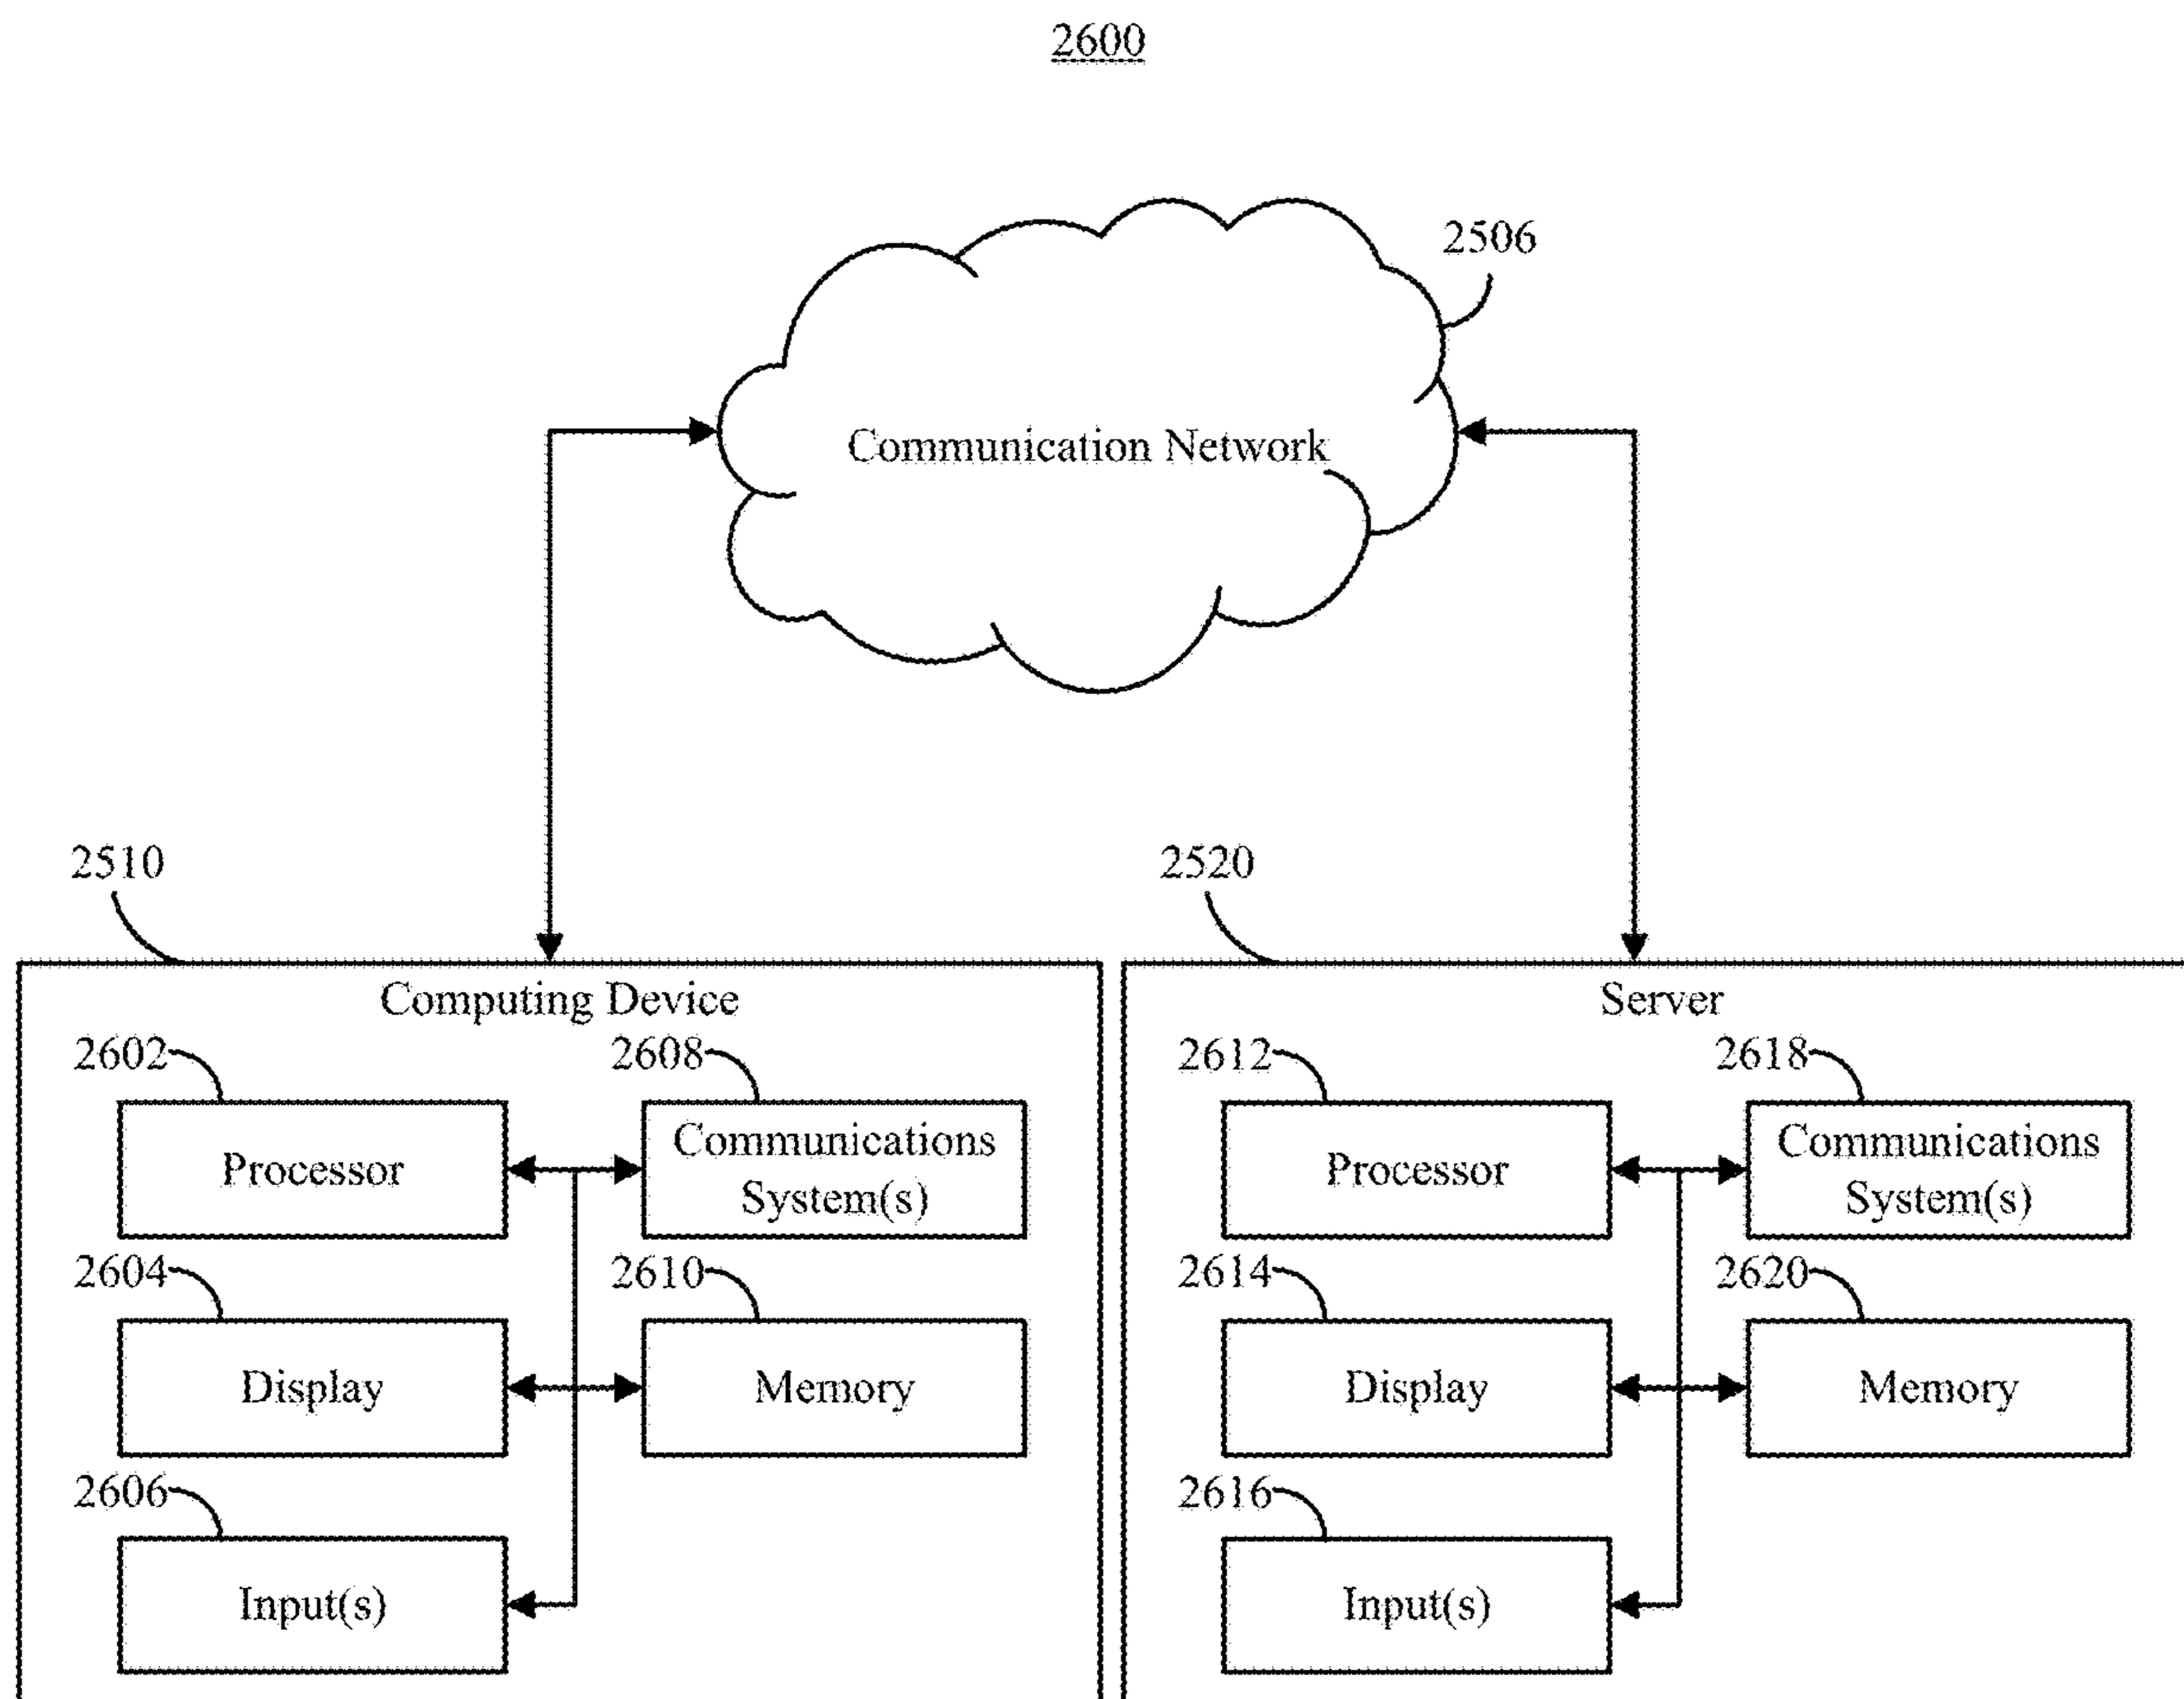 2600
2506
Communication Network
2510
2520
Computing Device
Server
2602
2608
2612
2618
Processor
Communications
System(s)
Processor
Communications
System(s)
2604
2610
2614
2620
Display
Memory
Display
Memory
2606
2616
Input(s)
Input(s)